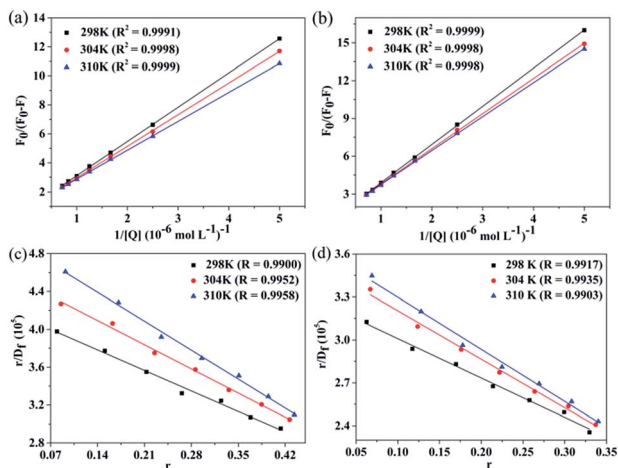 (a)
298K (R² = 0.9991)
304K (R² = 0.9998)
310K (R² = 0.9999)
F₀/(F₀-F)
14
12
10
8
6
4
2
0
1
2
3
4
5
1/[Q] (10⁻⁶ mol L⁻¹)⁻¹
(b)
298K (R² = 0.9999)
304K (R² = 0.9998)
310K (R² = 0.9998)
F₀/(F₀-F)
15
12
9
6
3
1
2
3
4
5
1/[Q] (10⁻⁶ mol L⁻¹)⁻¹
(c)
298K (R = 0.9900)
304K (R = 0.9952)
310K (R = 0.9958)
r/D_f (10⁵)
4.8
4.4
4.0
3.6
3.2
2.8
0.07
0.14
0.21
0.28
0.35
0.42
r
(d)
298 K (R = 0.9917)
304 K (R = 0.9935)
310 K (R = 0.9903)
r/D_f (10⁵)
3.6
3.3
3.0
2.7
2.4
0.05
0.10
0.15
0.20
0.25
0.30
0.35
r